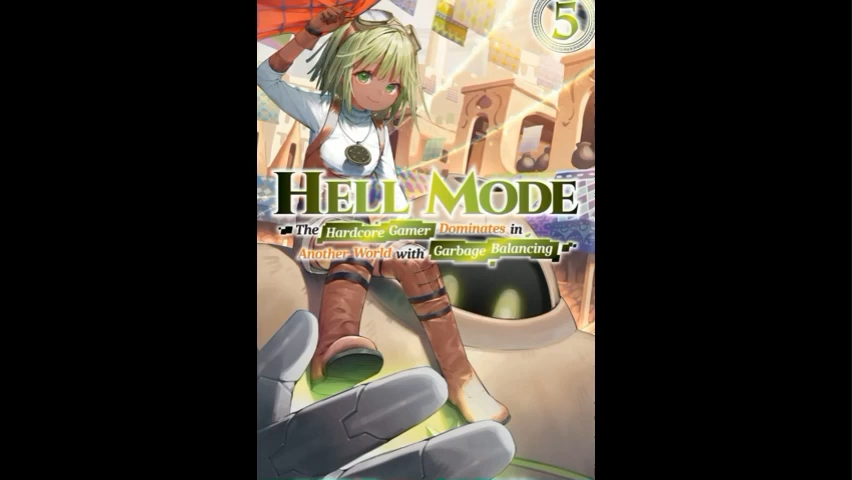 5
HELL MODE
The Hardcore Gamer Dominates in
Another World with Garbage Balancing